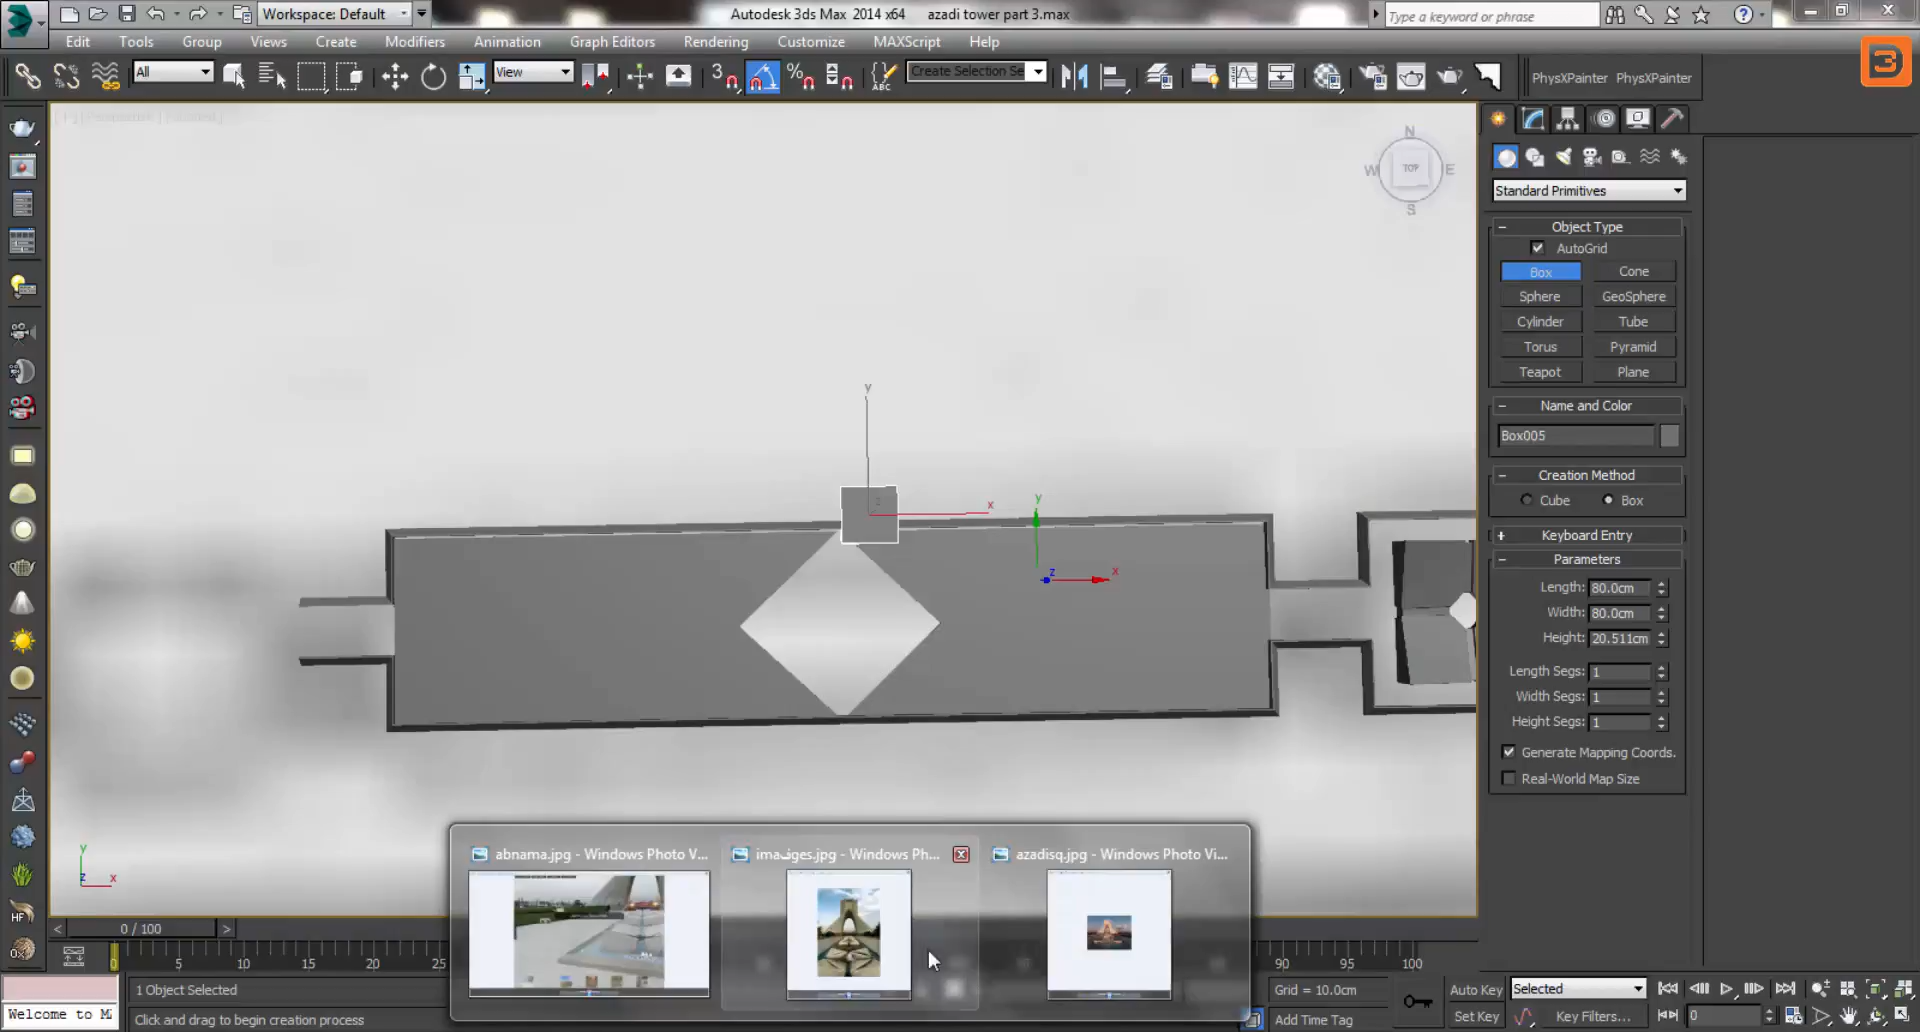 Workspace: Default
Autodesk 3ds Max 2014 x64 azadi tower part 3.max
Type a keyword or phrase
Edit Tools Group Views Create Modifiers Animation Graph Editors Rendering Customize MAXScript Help
All
View
3
ABC
Create Selection Se
PhysXPainter PhysXPainter
N
W TOP E
S
Standard Primitives
Object Type
AutoGrid
Box Cone
Sphere GeoSphere
Cylinder Tube
Torus Pyramid
Teapot Plane
Name and Color
Box005
Creation Method
Cube Box
Keyboard Entry
Parameters
Length: 80.0cm
Width: 80.0cm
Height: 20.511cm
Length Segs: 1
Width Segs: 1
Height Segs: 1
Generate Mapping Coords.
Real-World Map Size
y
z
x
y
z
x
y
z x
HF
abnama.jpg - Windows Photo V...
azadisq.jpg - Windows Photo Vi...
0 / 100
0 5 10 15 20 25 90 95 100
1 Object Selected
Click and drag to begin creation process
Welcome to M
Grid = 10.0cm
Add Time Tag
Auto Key
Selected
Set Key
Key Filters...
0